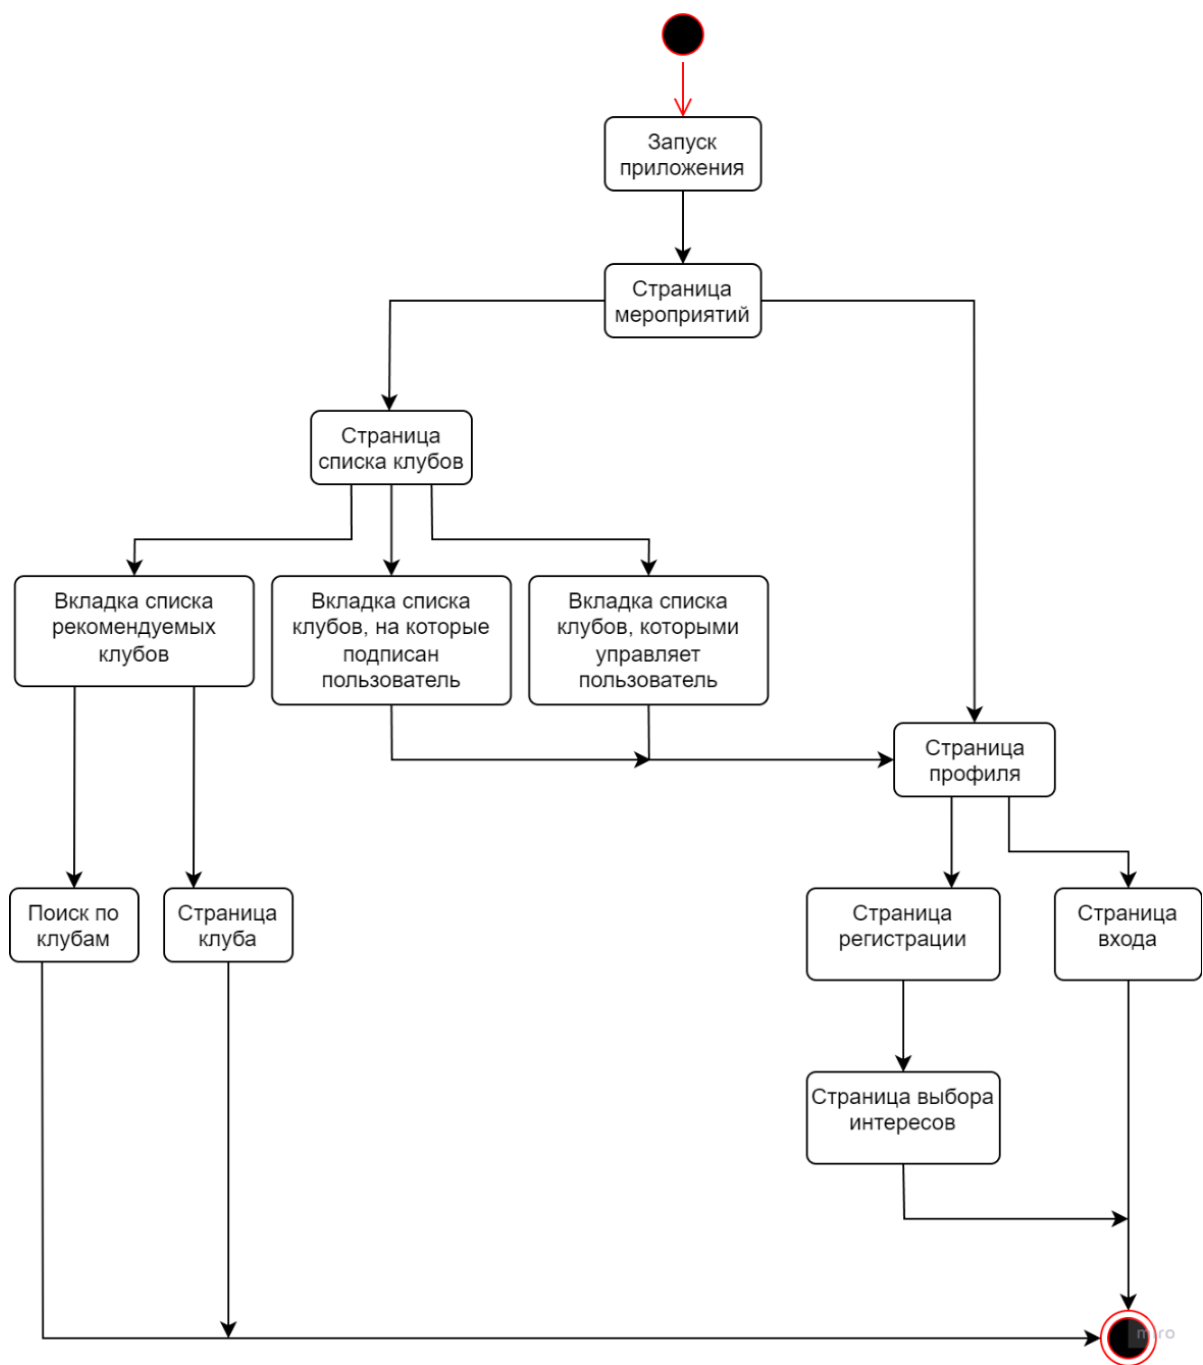 Запуск
приложения
Страница
мероприятий
Страница
списка клубов
Вкладка списка
рекомендуемых
клубов
Вкладка списка
клубов, на которые
подписан
пользователь
Вкладка списка
клубов, которыми
управляет
пользователь
Страница
профиля
Поиск по
клубам
Страница
клуба
Страница
регистрации
Страница
входа
Страница выбора
интересов
miro